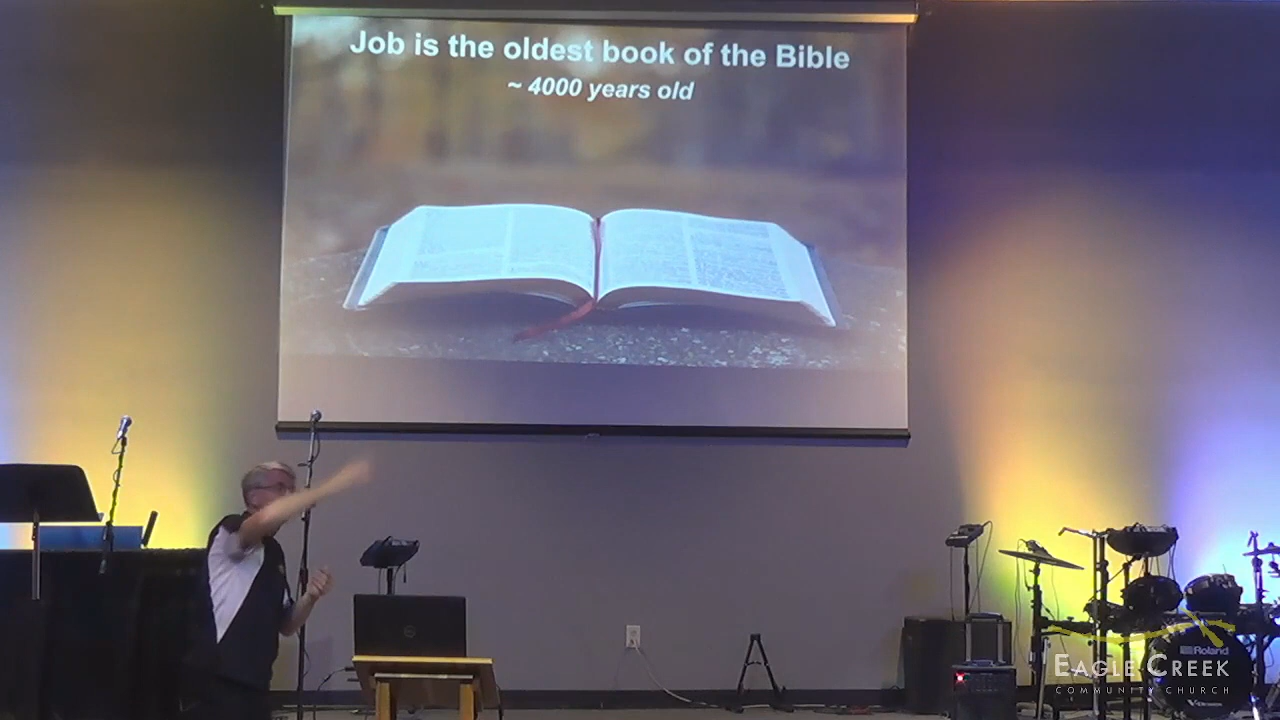 Job is the oldest book of the Bible
~ 4000 years old
Roland
EAGLE CREEK
COMMUNITY CHURCH